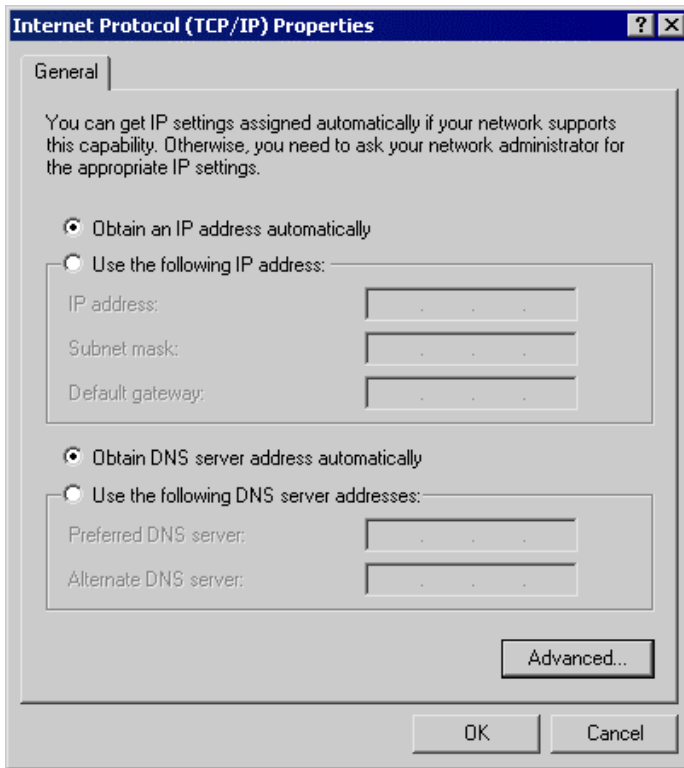 Internet Protocol (TCP/IP) Properties
General
You can get IP settings assigned automatically if your network supports
this capability. Otherwise, you need to ask your network administrator for
the appropriate IP settings.
Obtain an IP address automatically
Use the following IP address:
IP address:
Subnet mask:
Default gateway:
Obtain DNS server address automatically
Use the following DNS server addresses:
Preferred DNS server:
Alternate DNS server:
Advanced...
OK Cancel